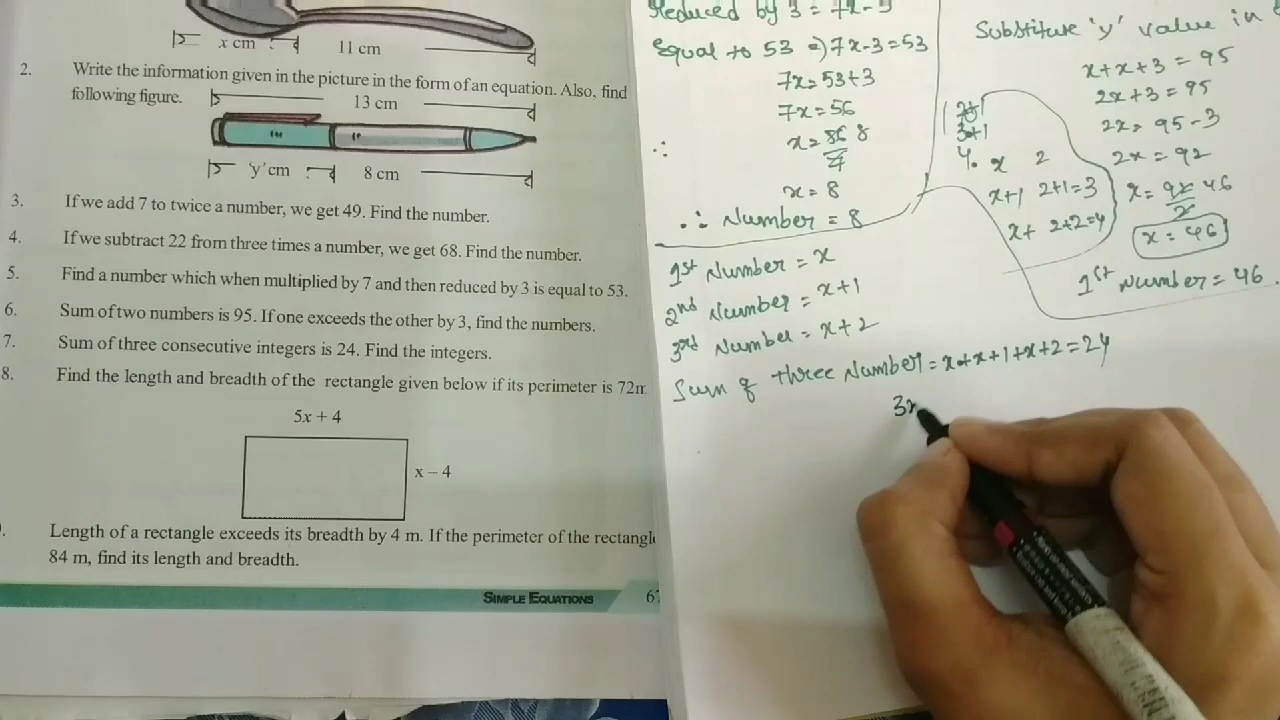 x cm
11 cm
2. Write the information given in the picture in the form of an equation. Also, find
following figure.
13 cm
'y' cm
8 cm
3. If we add 7 to twice a number, we get 49. Find the number.
4. If we subtract 22 from three times a number, we get 68. Find the number.
5. Find a number which when multiplied by 7 and then reduced by 3 is equal to 53.
6. Sum of two numbers is 95. If one exceeds the other by 3, find the numbers.
7. Sum of three consecutive integers is 24. Find the integers.
8. Find the length and breadth of the rectangle given below if its perimeter is 72m
5x + 4
x – 4
Length of a rectangle exceeds its breadth by 4 m. If the perimeter of the rectangle
84 m, find its length and breadth.
SIMPLE EQUATIONS 67
Reduced by 3 = 7x-3
Equal to 53 ⇒ 7x-3=53
7x=53+3
7x=56
∴ x=56 8
7
x=8
∴ Number = 8
1st Number = x
2nd Number = x+1
3rd Number = x+2
Sum of three Number = x+x+1+x+2=24
3x
Substitute 'y' value in
x+x+3=95
2x+3=95
2x=95-3
2x=92
x=92 46
2
x=46
1st Number = 46
3+1
4.
x 2
x+1 2+1=3
x+ 2+2=4